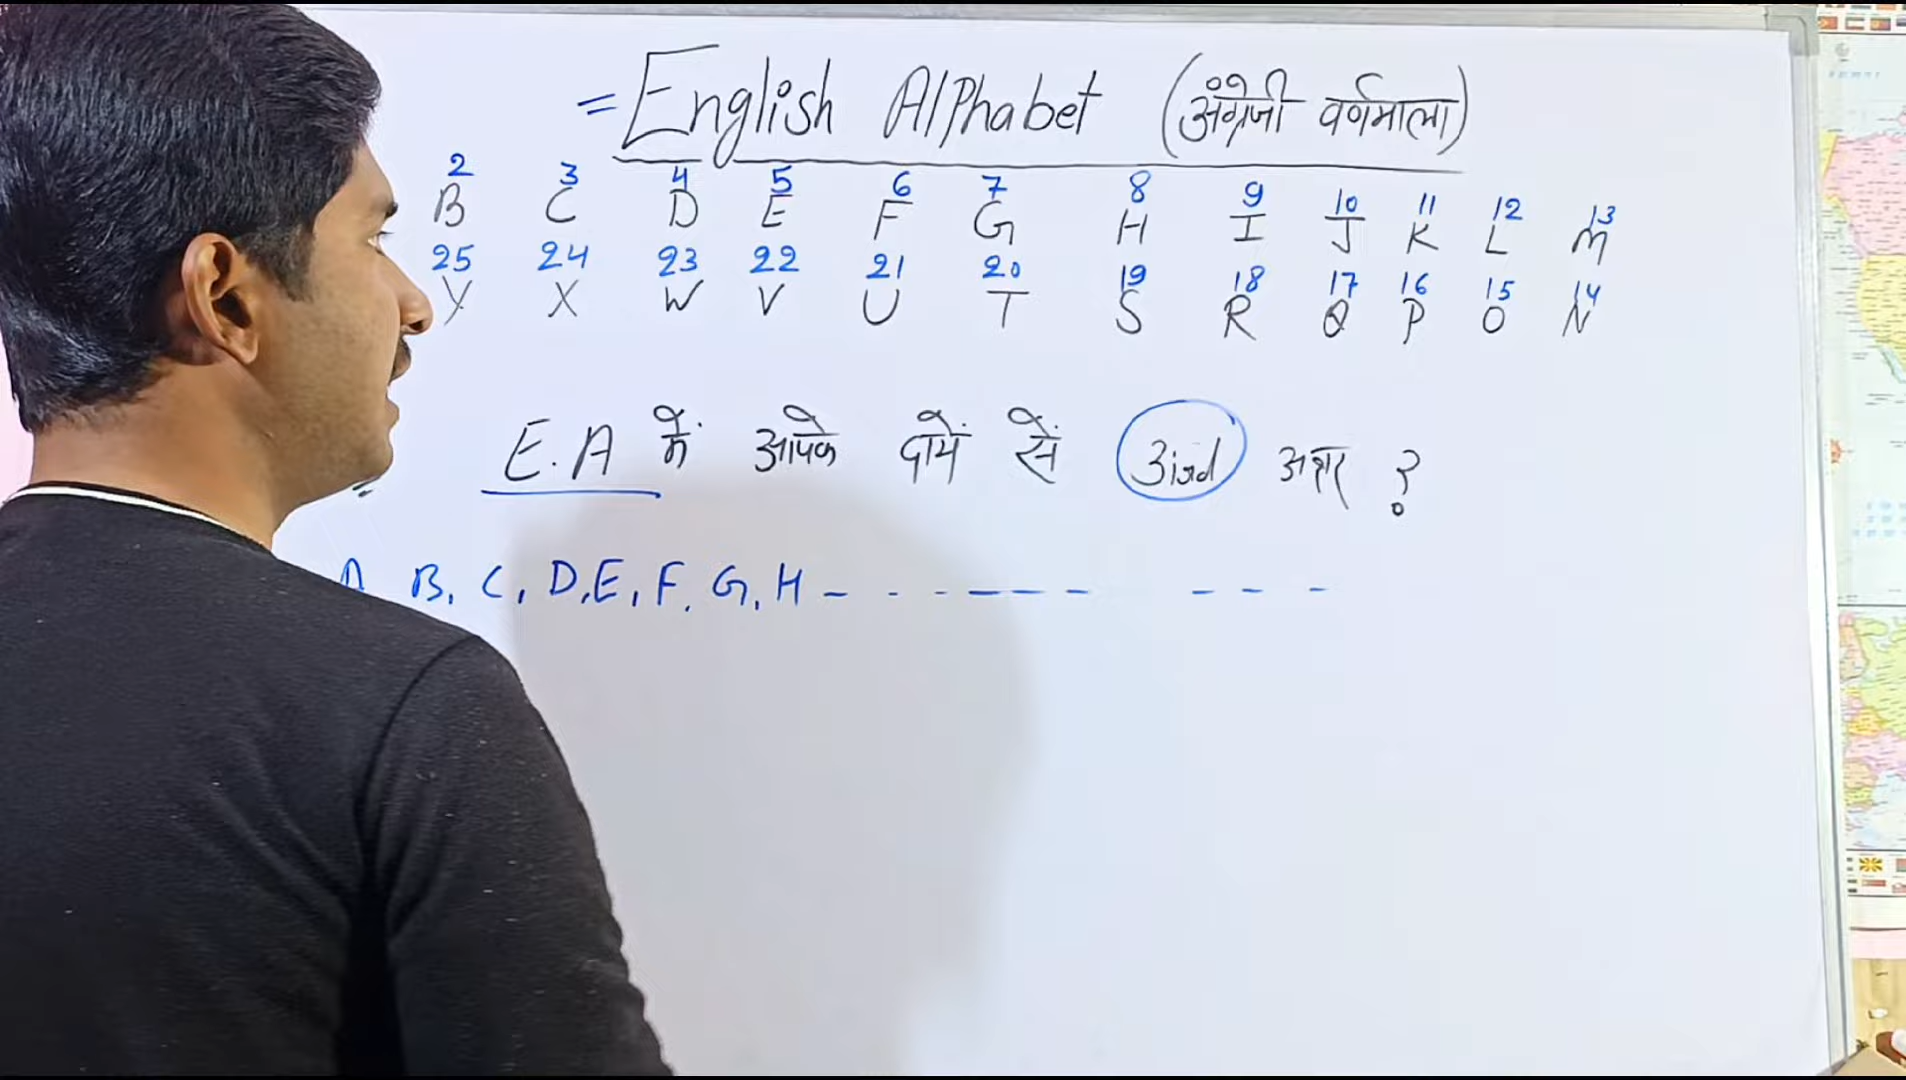 = English Alphabet (अंग्रेजी वर्णमाला)
2 3 4 5 6 7 8 9 10 11 12 13
B C D E F G H I J K L M
25 24 23 22 21 20 19 18 17 16 15 14
Y X W V U T S R Q P O N
E.A में आपके दायें सें अक्षर ?
B, C, D, E, F, G, H - - - - - - - - -